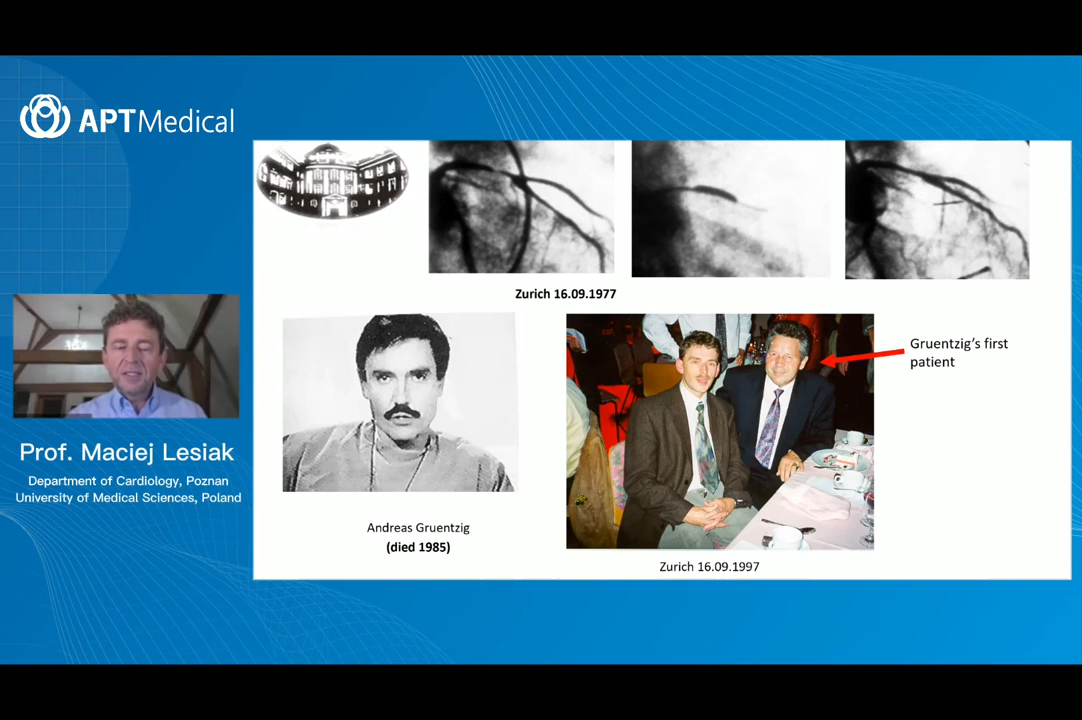 APTMedical
Zurich 16.09.1977
Gruentzig's first
patient
Prof. Maciej Lesiak
Department of Cardiology, Poznan
University of Medical Sciences, Poland
Andreas Gruentzig
(died 1985)
Zurich 16.09.1997